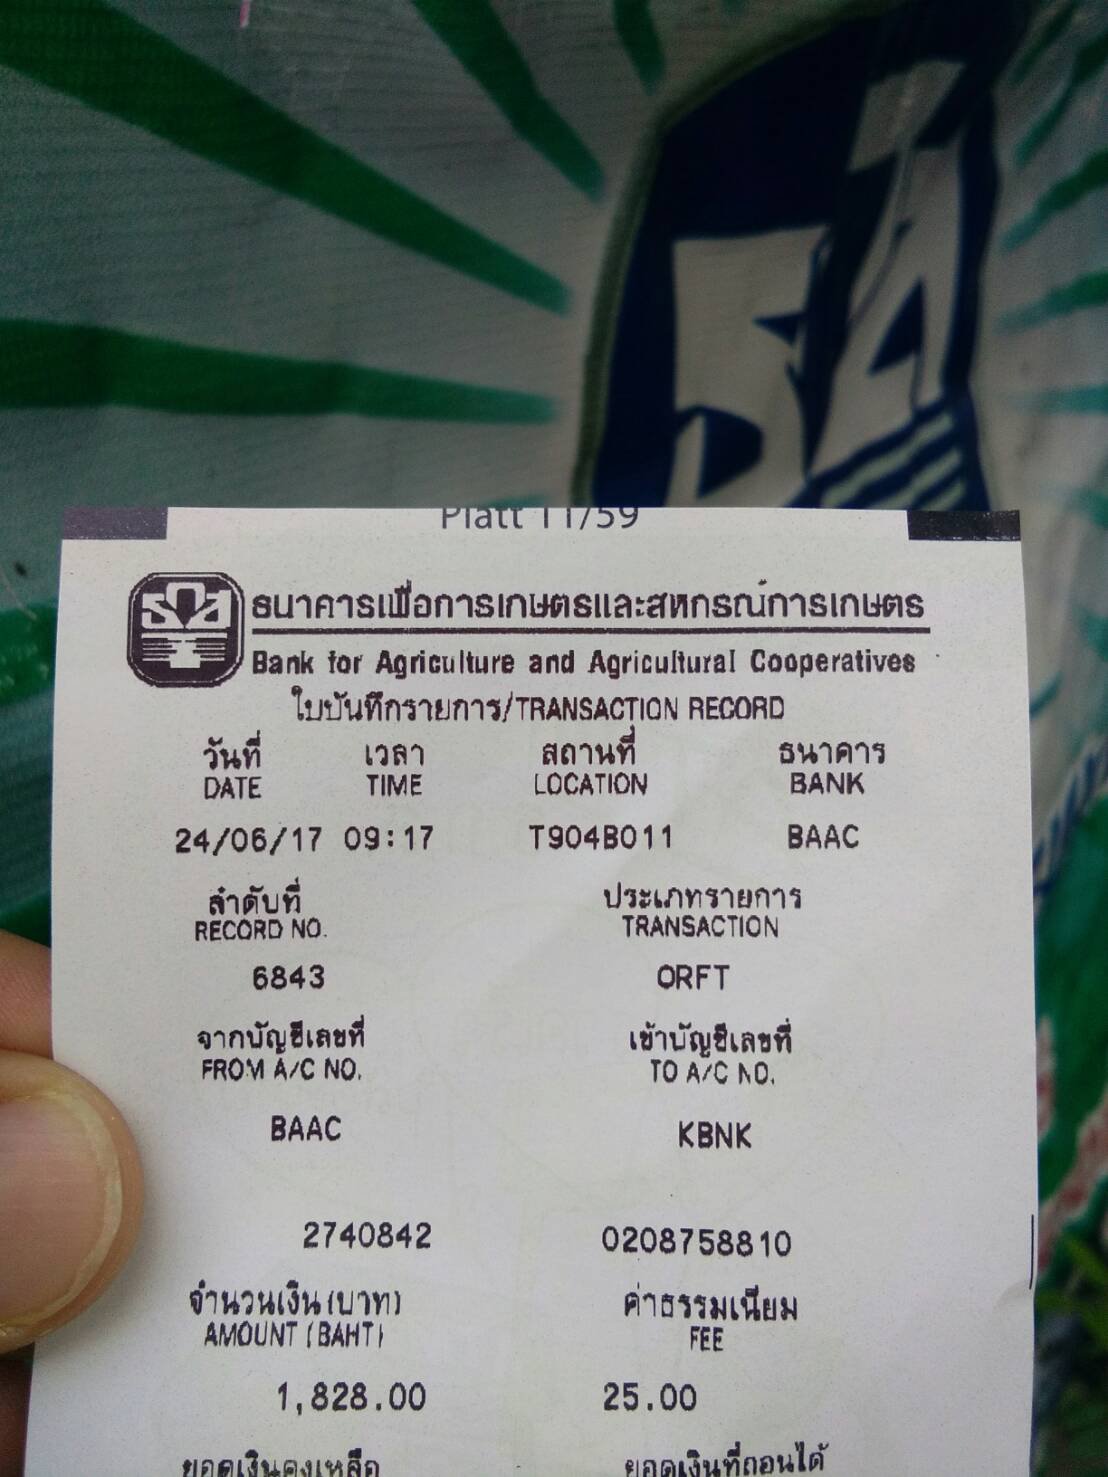 Platt 11/59
ธนาคารเพื่อการเกษตรและสหกรณ์การเกษตร
Bank for Agriculture and Agricultural Cooperatives
ใบบันทึกรายการ/TRANSACTION RECORD
วันที่ เวลา สถานที่ ธนาคาร
DATE TIME LOCATION BANK
24/06/17 09:17 T904B011 BAAC
ลำดับที่ ประเภทรายการ
RECORD NO. TRANSACTION
6843 ORFT
จากบัญชีเลขที่ เข้าบัญชีเลขที่
FROM A/C NO. TO A/C NO.
BAAC KBNK
2740842 0208758810
จำนวนเงิน(บาท) ค่าธรรมเนียม
AMOUNT (BAHT) FEE
1,828.00 25.00
ยอดเงินคงเหลือ ยอดเงินที่ถอนได้